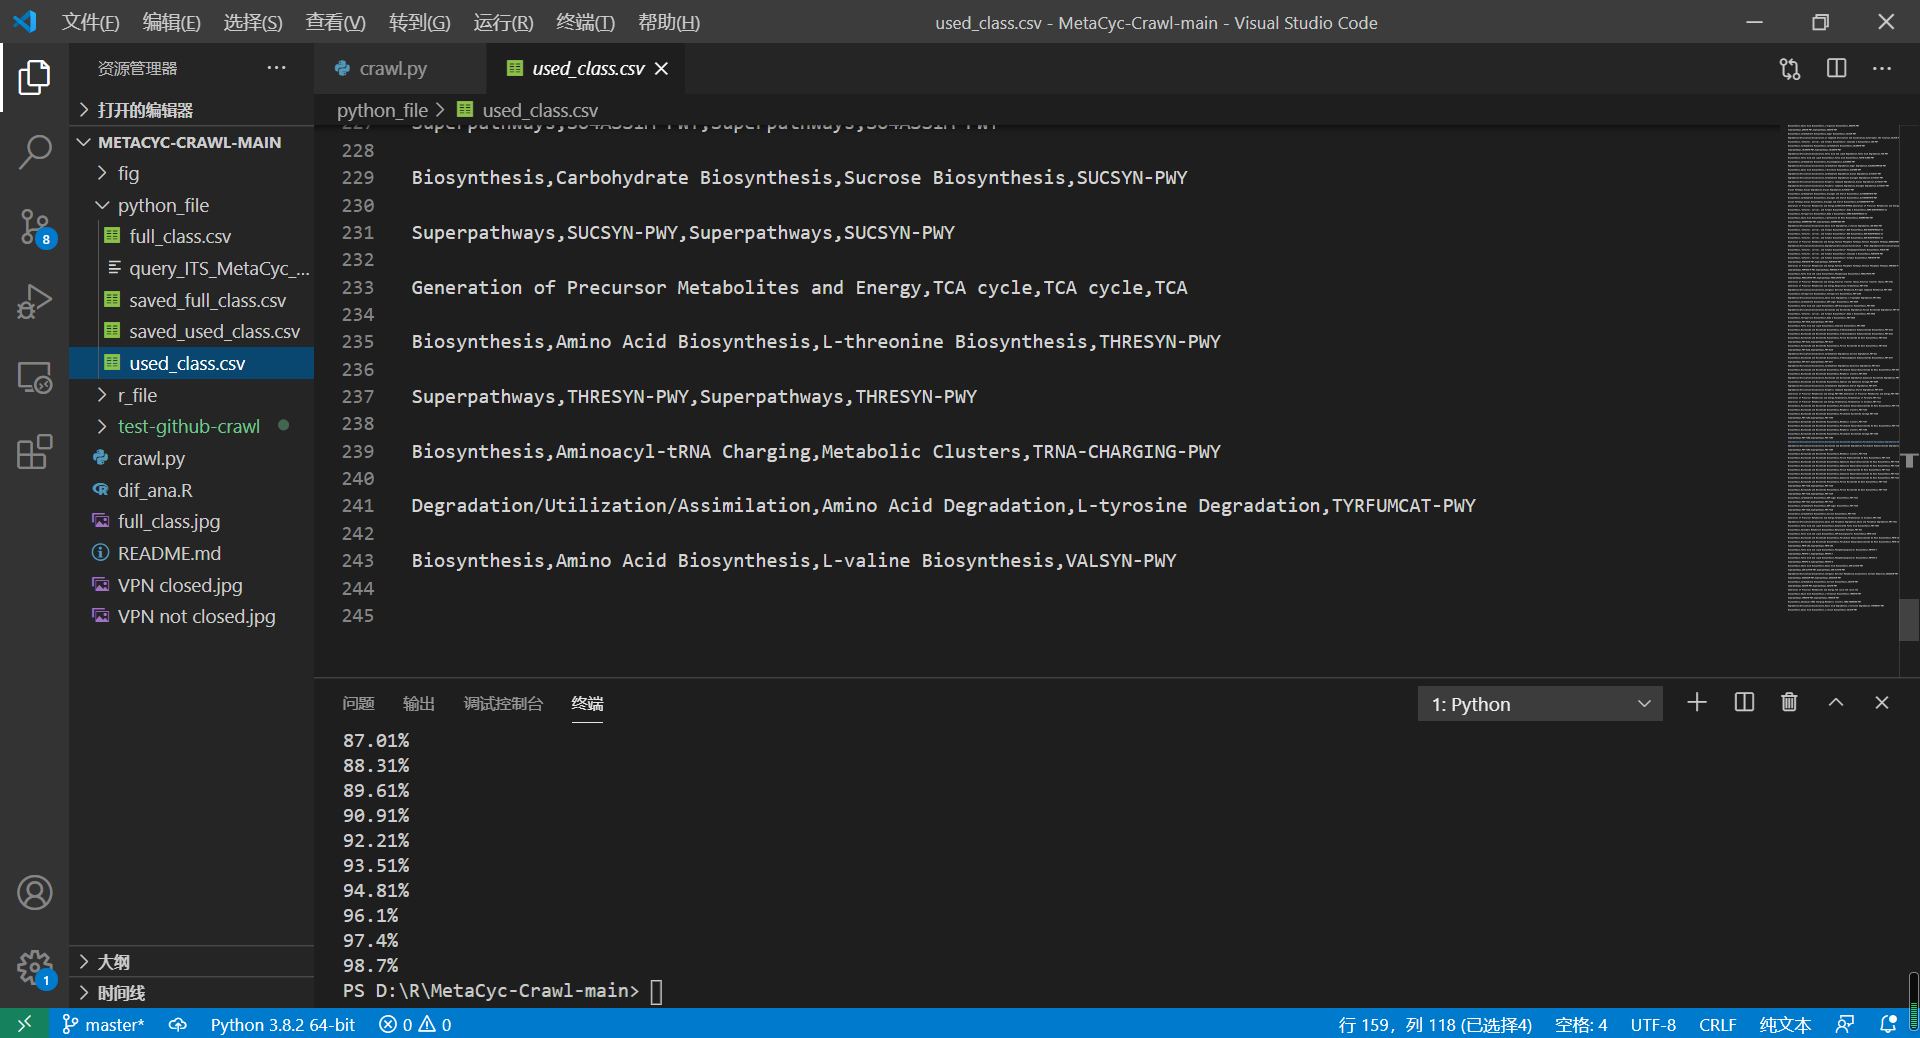 文件(F) 编辑(E) 选择(S) 查看(V) 转到(G) 运行(R) 终端(T) 帮助(H) used_class.csv - MetaCyc-Crawl-main - Visual Studio Code
资源管理器
打开的编辑器
METACYC-CRAWL-MAIN
fig
python_file
full_class.csv
query_ITS_MetaCyc_...
saved_full_class.csv
saved_used_class.csv
used_class.csv
r_file
test-github-crawl
crawl.py
dif_ana.R
full_class.jpg
README.md
VPN closed.jpg
VPN not closed.jpg
大纲
时间线
8
1
crawl.py used_class.csv
python_file > used_class.csv
227 Superpathways,SO4ASSIM-PWY,Superpathways,SO4ASSIM-PWY
228
229 Biosynthesis,Carbohydrate Biosynthesis,Sucrose Biosynthesis,SUCSYN-PWY
230
231 Superpathways,SUCSYN-PWY,Superpathways,SUCSYN-PWY
232
233 Generation of Precursor Metabolites and Energy,TCA cycle,TCA cycle,TCA
234
235 Biosynthesis,Amino Acid Biosynthesis,L-threonine Biosynthesis,THRESYN-PWY
236
237 Superpathways,THRESYN-PWY,Superpathways,THRESYN-PWY
238
239 Biosynthesis,Aminoacyl-tRNA Charging,Metabolic Clusters,TRNA-CHARGING-PWY
240
241 Degradation/Utilization/Assimilation,Amino Acid Degradation,L-tyrosine Degradation,TYRFUMCAT-PWY
242
243 Biosynthesis,Amino Acid Biosynthesis,L-valine Biosynthesis,VALSYN-PWY
244
245
问题 输出 调试控制台 终端 1: Python
87.01%
88.31%
89.61%
90.91%
92.21%
93.51%
94.81%
96.1%
97.4%
98.7%
PS D:\R\MetaCyc-Crawl-main>
master* Python 3.8.2 64-bit 0 0 行 159，列 118 (已选择4) 空格: 4 UTF-8 CRLF 纯文本